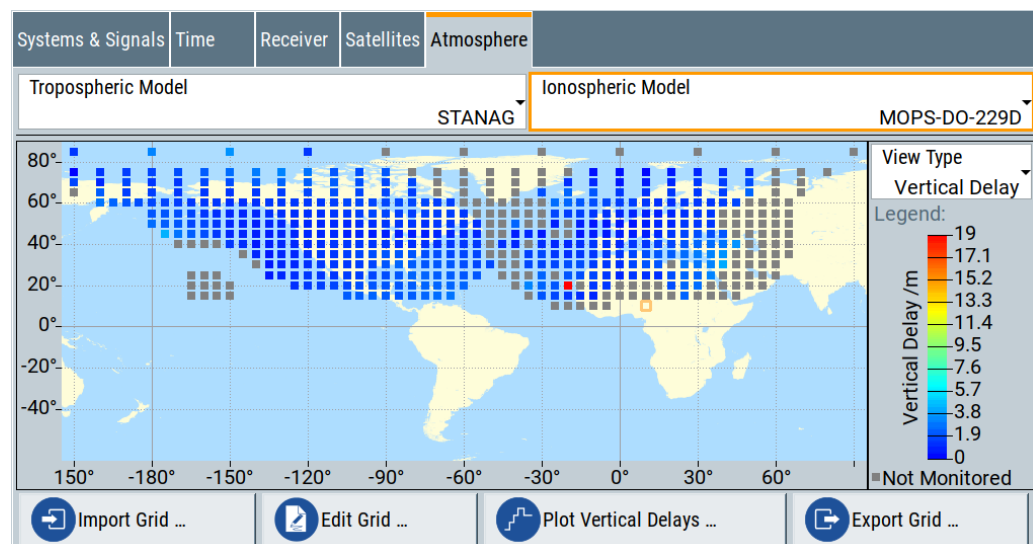 Systems & Signals Time Receiver Satellites Atmosphere
Tropospheric Model
STANAG
Ionospheric Model
MOPS-DO-229D
80°
60°
40°
20°
0°
-20°
-40°
150° -180° -150° -120° -90° -60° -30° 0° 30° 60°
View Type
Vertical Delay
Legend:
Vertical Delay /m
19
17.1
15.2
13.3
11.4
9.5
7.6
5.7
3.8
1.9
0
Not Monitored
Import Grid ...
Edit Grid ...
Plot Vertical Delays ...
Export Grid ...